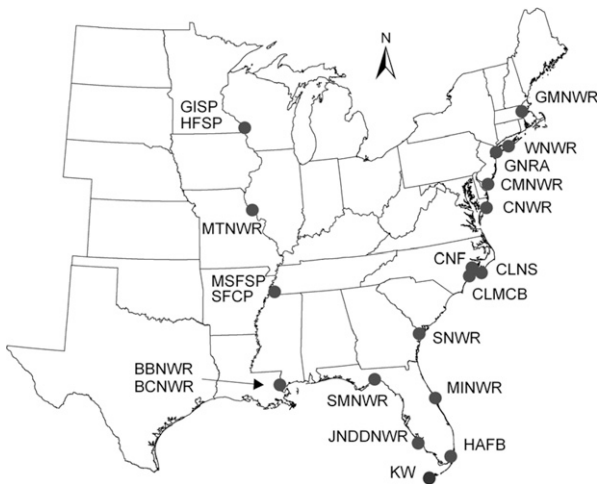 N
GISP
HFSP
GMNWR
WNWR
GNRA
CMNWR
CNWR
MTNWR
CNF
CLNS
CLMCB
MSFSP
SFCP
SNWR
BBNWR
BCNWR
SMNWR
MINWR
JNDDNWR
HAFB
KW